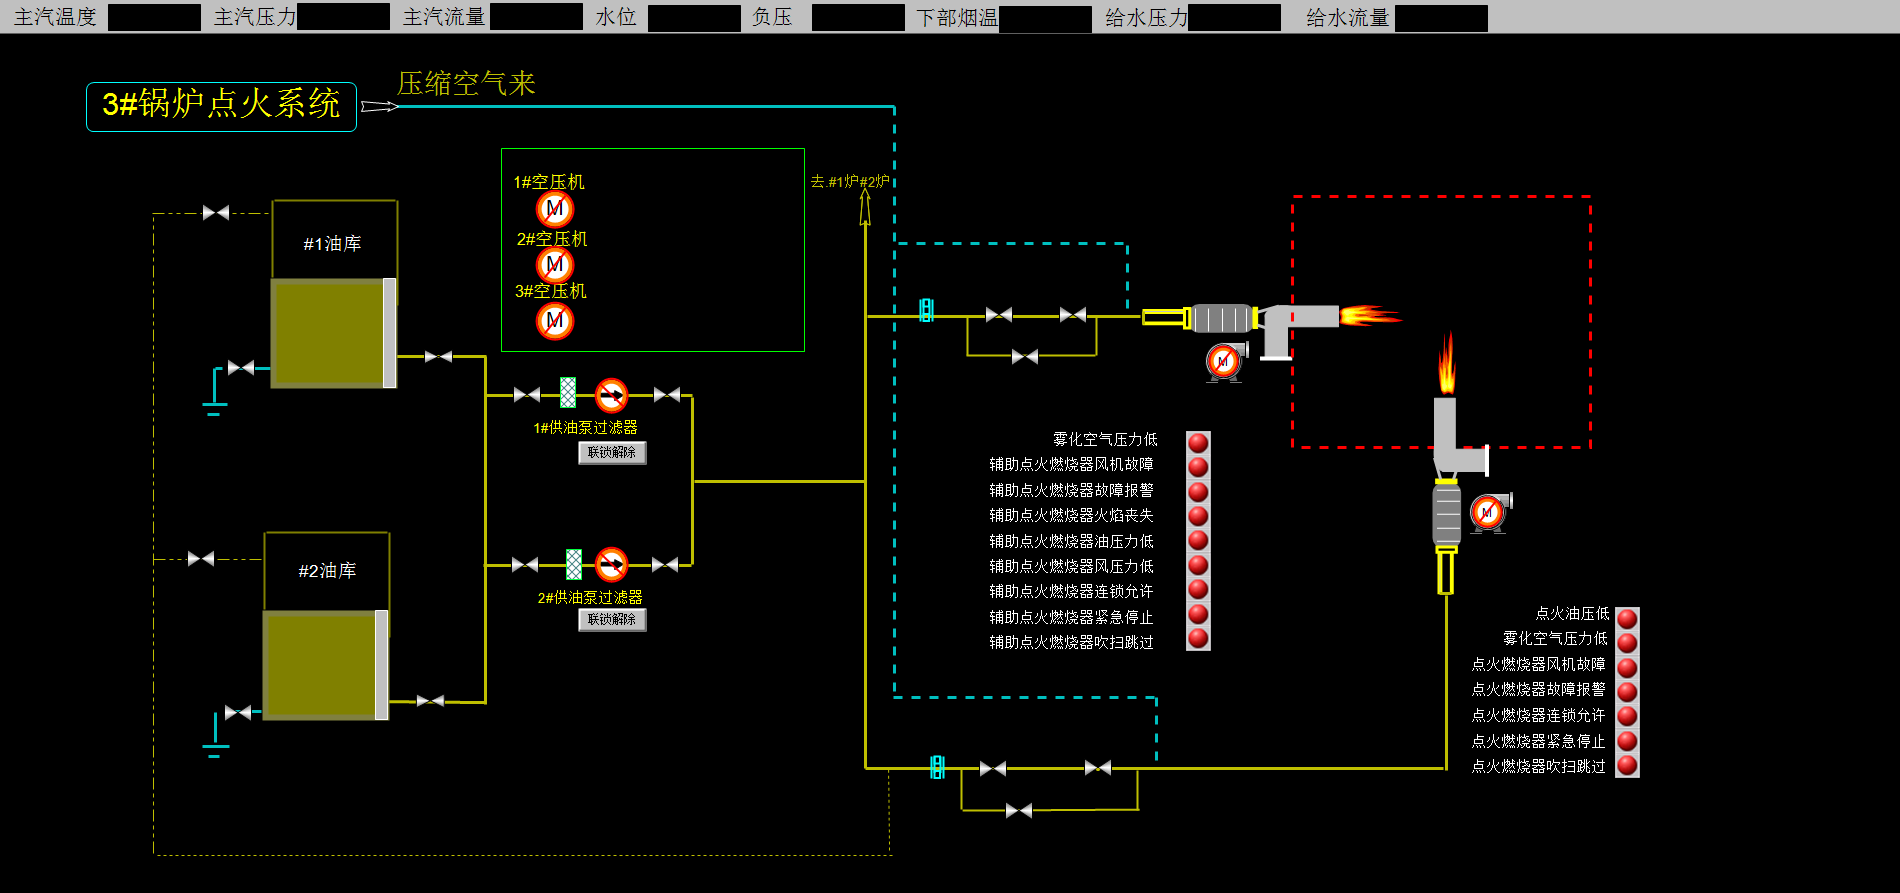 主汽温度 主汽压力 主汽流量 水位 负压 下部烟温 给水压力 给水流量
压缩空气来
3#锅炉点火系统
1#空压机
M
2#空压机
M
3#空压机
M
去.#1炉#2炉
#1油库
M
1#供油泵过滤器
联锁解除
雾化空气压力低
辅助点火燃烧器风机故障
辅助点火燃烧器故障报警
辅助点火燃烧器火焰丧失
辅助点火燃烧器油压力低
辅助点火燃烧器风压力低
辅助点火燃烧器连锁允许
辅助点火燃烧器紧急停止
辅助点火燃烧器吹扫跳过
M
#2油库
2#供油泵过滤器
联锁解除
点火油压低
雾化空气压力低
点火燃烧器风机故障
点火燃烧器故障报警
点火燃烧器连锁允许
点火燃烧器紧急停止
点火燃烧器吹扫跳过